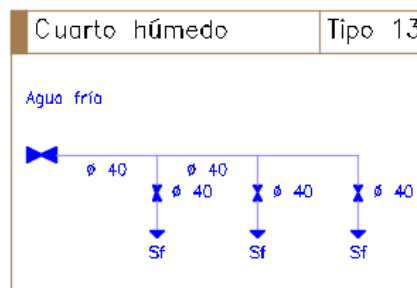 Cuarto húmedo Tipo 13
Agua fría
ø 40 ø 40
ø 40 ø 40 ø 40
Sf Sf Sf